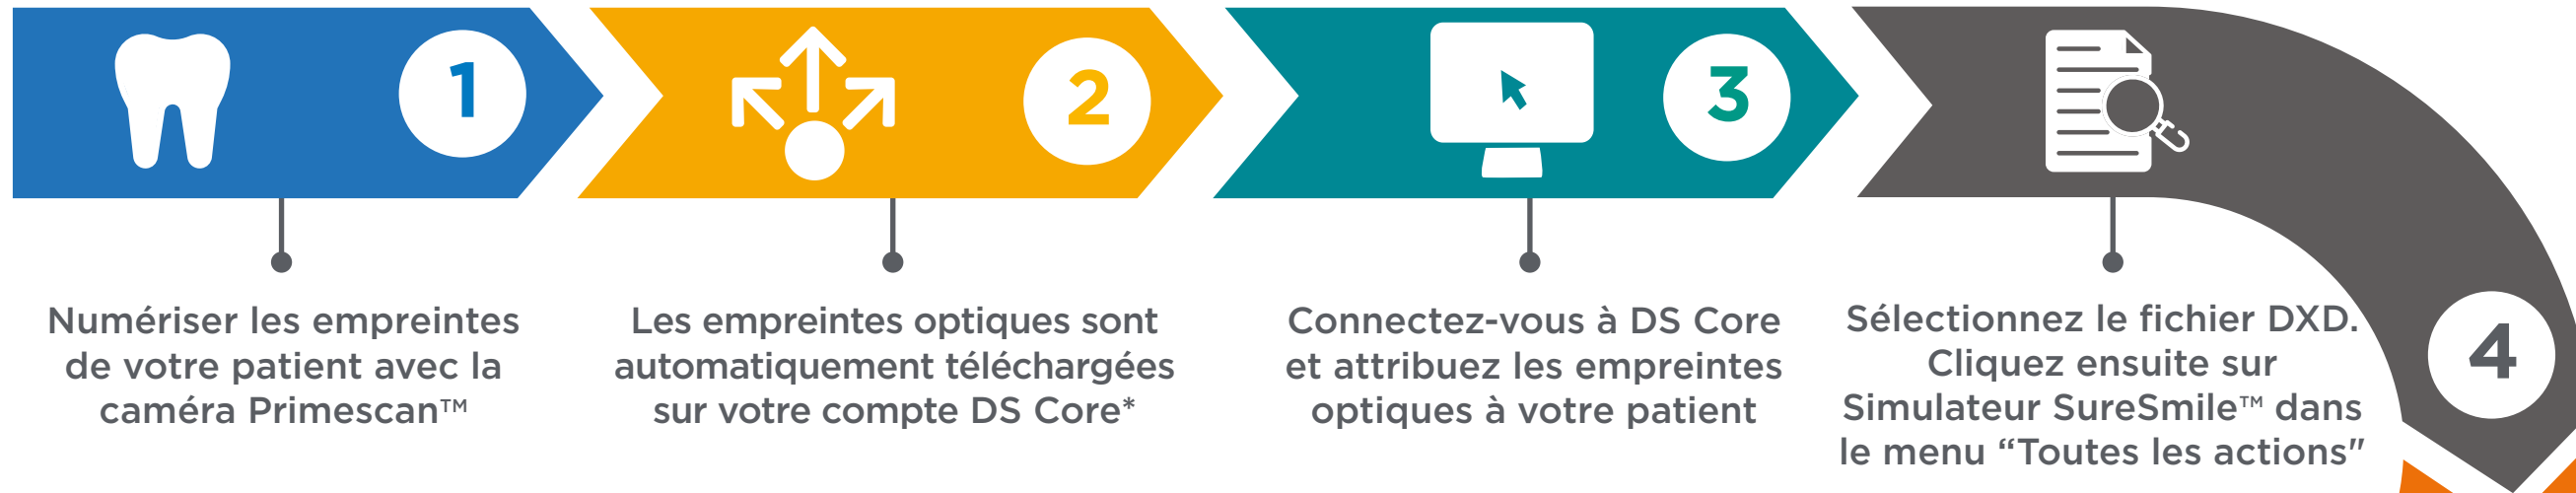 1
Numériser les empreintes
de votre patient avec la
caméra Primescan™
2
Les empreintes optiques sont
automatiquement téléchargées
sur votre compte DS Core*
3
Connectez-vous à DS Core
et attribuez les empreintes
optiques à votre patient
4
Sélectionnez le fichier DXD.
Cliquez ensuite sur
Simulateur SureSmile™ dans
le menu “Toutes les actions"